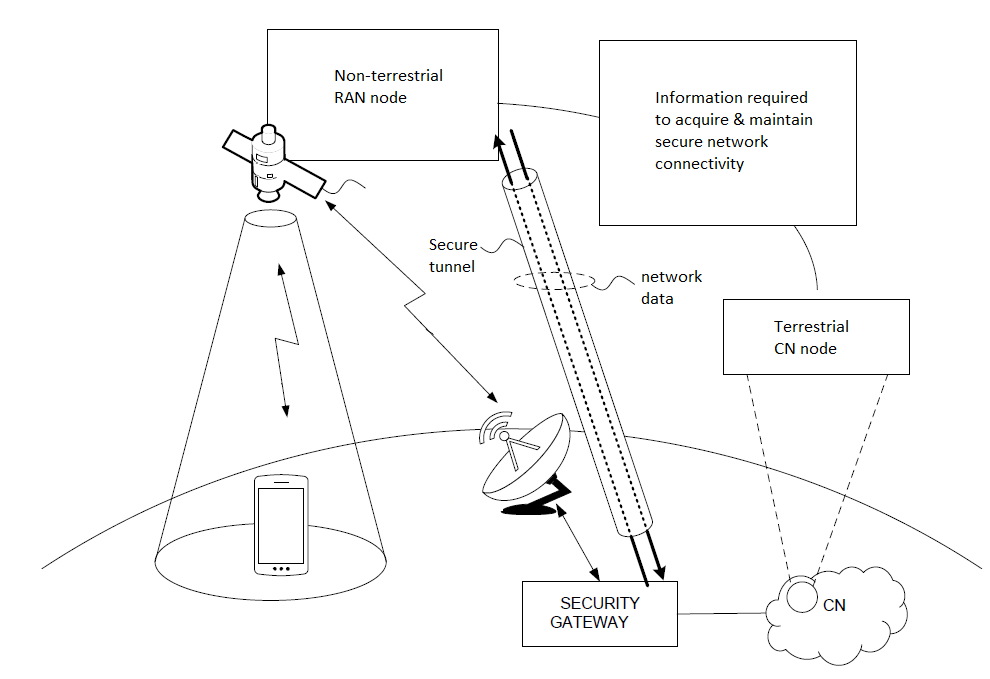 Non-terrestrial
RAN node
Information required
to acquire & maintain
secure network
connectivity
Secure
tunnel
network
data
Terrestrial
CN node
SECURITY
GATEWAY
CN